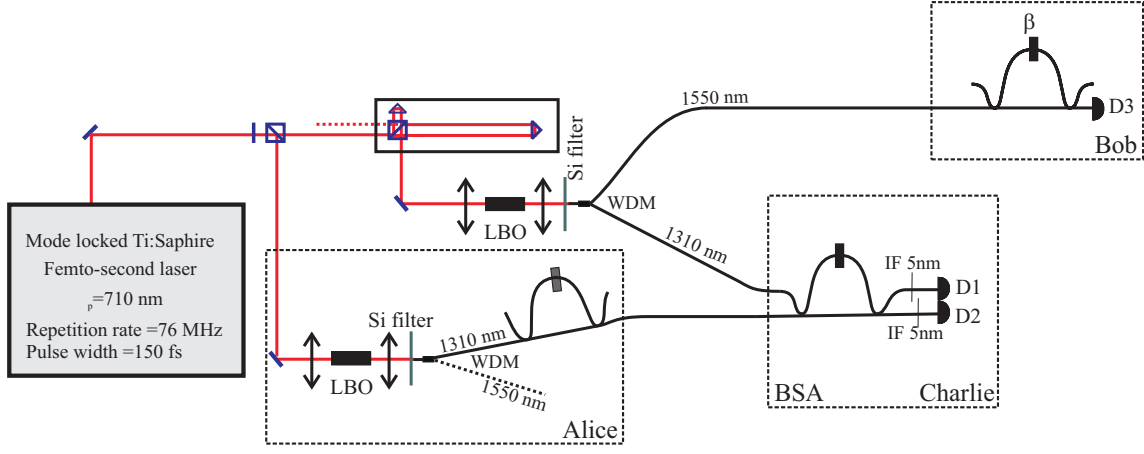 β
1550 nm
D3
Bob
Si filter
WDM
LBO
1310 nm
Mode locked Ti:Saphire
Femto-second laser
p=710 nm
Repetition rate =76 MHz
Pulse width =150 fs
IF 5nm
D1
D2
IF 5nm
Si filter
1310 nm
WDM
1550 nm
LBO
Alice
BSA
Charlie